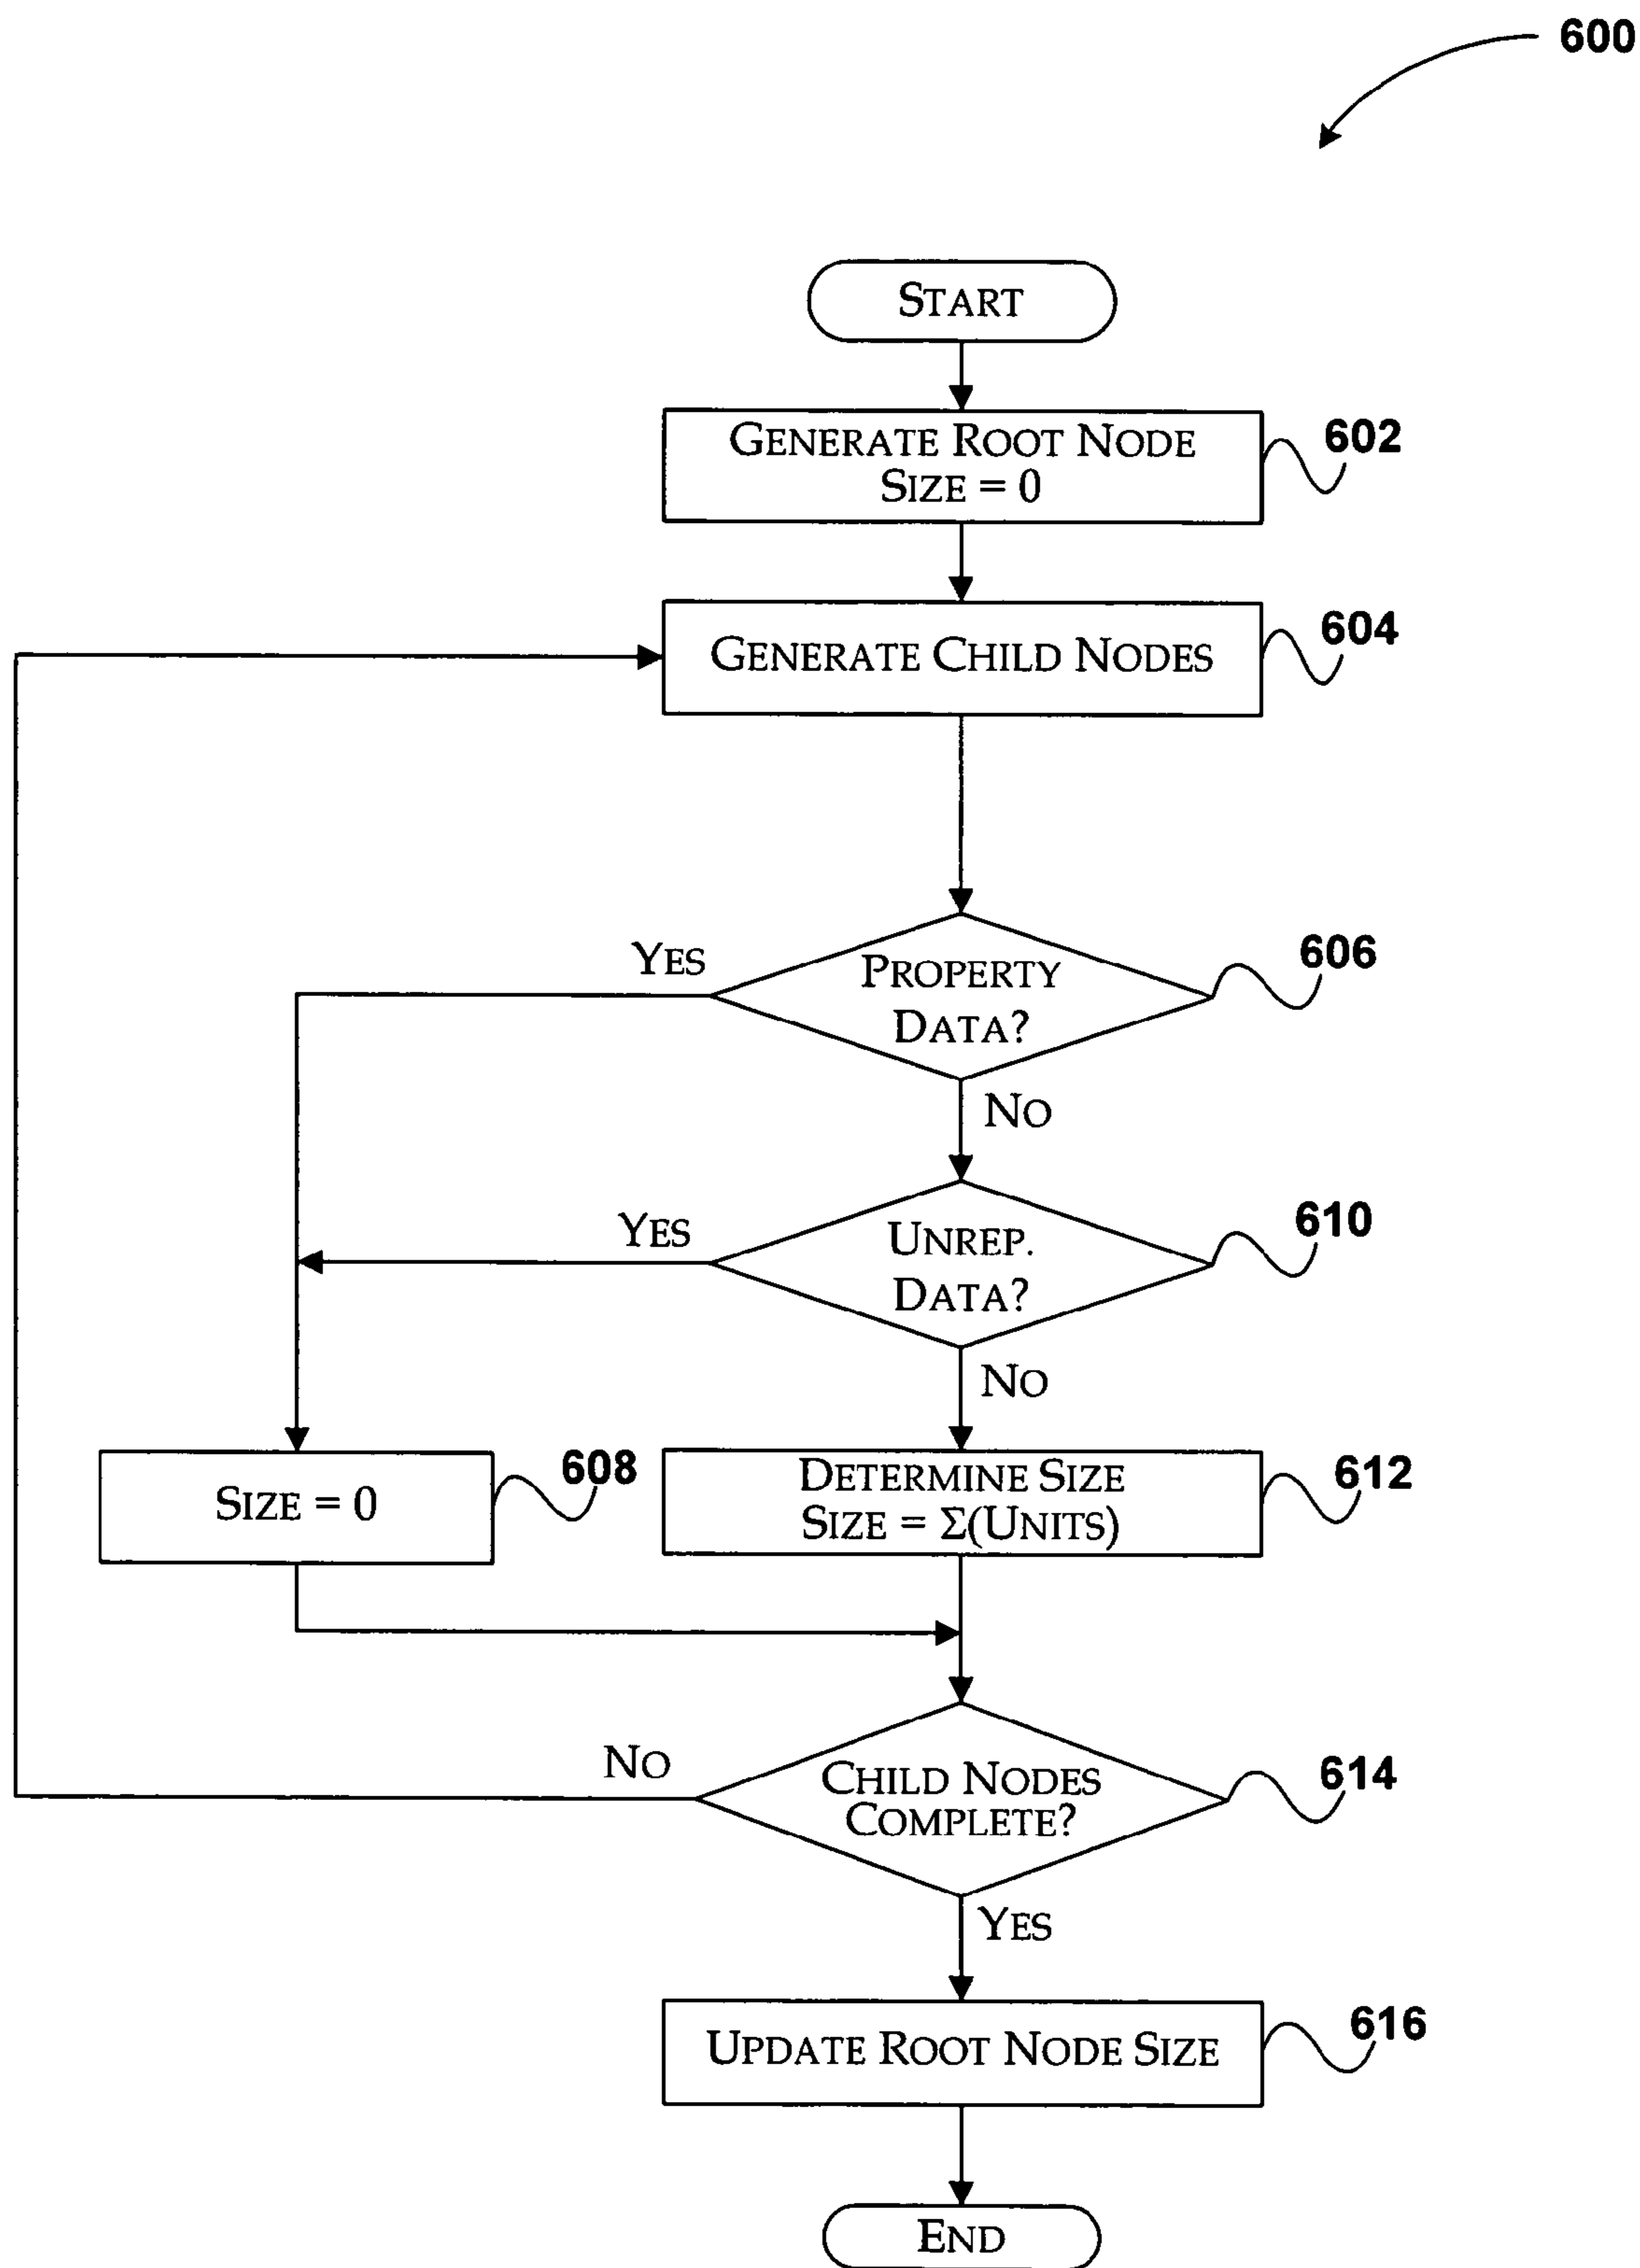 600
START
GENERATE ROOT NODE
SIZE = 0
602
GENERATE CHILD NODES
604
YES
PROPERTY
DATA?
606
NO
YES
UNREP.
DATA?
610
NO
SIZE = 0
608
DETERMINE SIZE
SIZE = Σ(UNITS)
612
NO
CHILD NODES
COMPLETE?
614
YES
UPDATE ROOT NODE SIZE
616
END